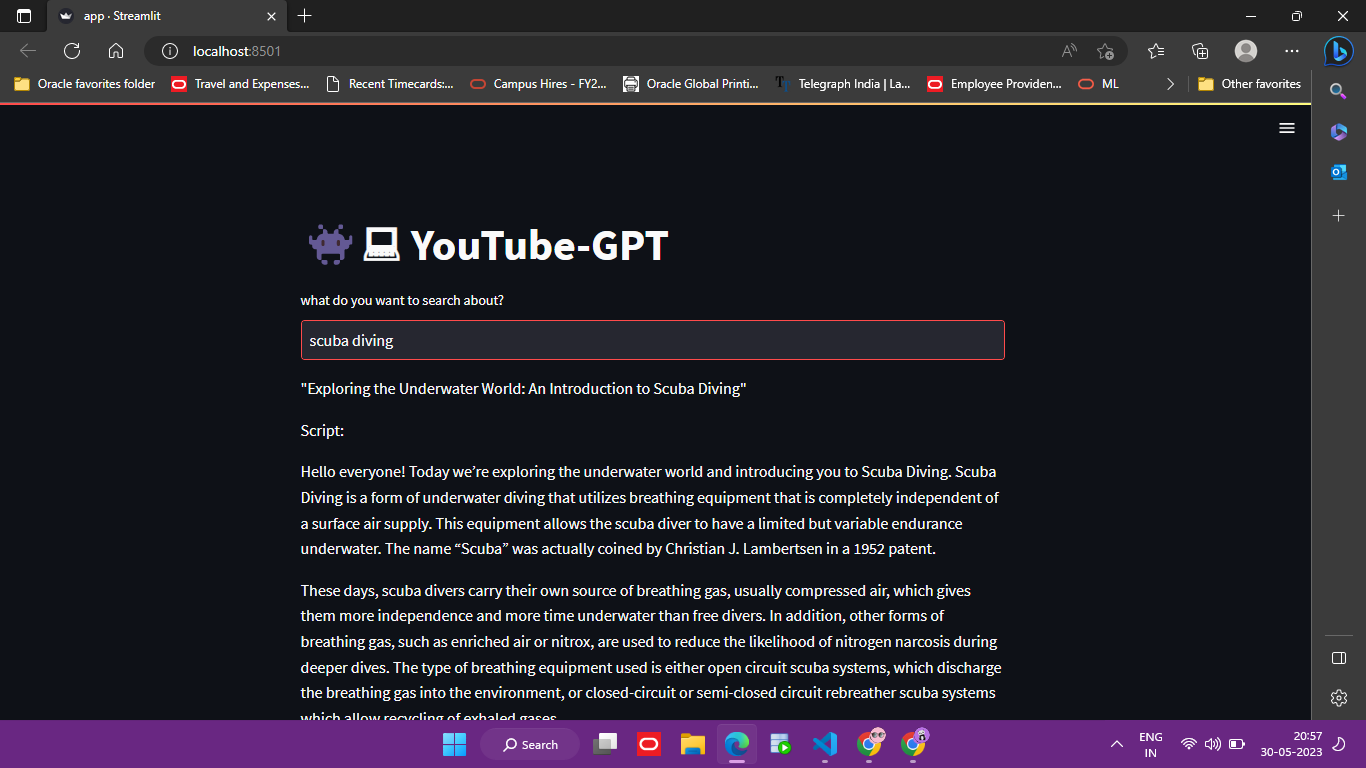 app · Streamlit
localhost:8501
Oracle favorites folder
Travel and Expenses...
Recent Timecards:...
Campus Hires - FY2...
Oracle Global Printi...
Telegraph India | La...
Employee Providen...
ML
Other favorites
YouTube-GPT
what do you want to search about?
scuba diving
"Exploring the Underwater World: An Introduction to Scuba Diving"
Script:
Hello everyone! Today we’re exploring the underwater world and introducing you to Scuba Diving. Scuba
Diving is a form of underwater diving that utilizes breathing equipment that is completely independent of
a surface air supply. This equipment allows the scuba diver to have a limited but variable endurance
underwater. The name “Scuba” was actually coined by Christian J. Lambertsen in a 1952 patent.
These days, scuba divers carry their own source of breathing gas, usually compressed air, which gives
them more independence and more time underwater than free divers. In addition, other forms of
breathing gas, such as enriched air or nitrox, are used to reduce the likelihood of nitrogen narcosis during
deeper dives. The type of breathing equipment used is either open circuit scuba systems, which discharge
the breathing gas into the environment, or closed-circuit or semi-closed circuit rebreather scuba systems
which allow recycling of exhaled gases
Search
ENG
IN
20:57
30-05-2023